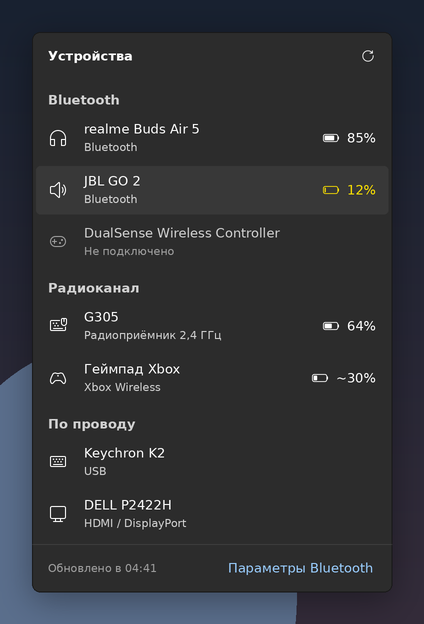 Устройства
Bluetooth
realme Buds Air 5
Bluetooth
85%
JBL GO 2
Bluetooth
12%
DualSense Wireless Controller
Не подключено
Радиоканал
G305
Радиоприёмник 2,4 ГГц
64%
Геймпад Xbox
Xbox Wireless
~30%
По проводу
Keychron K2
USB
DELL P2422H
HDMI / DisplayPort
Обновлено в 04:41
Параметры Bluetooth